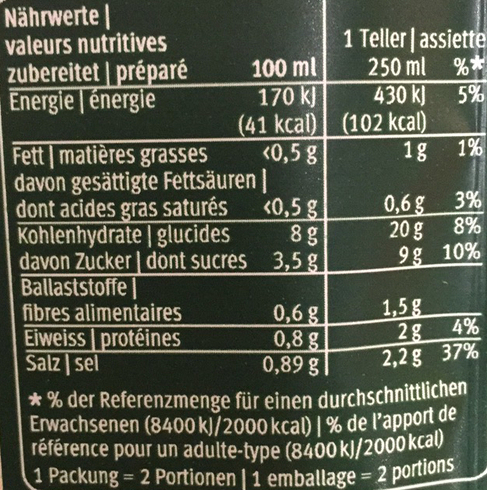 Nährwerte |
valeurs nutritives 1 Teller | assiette
zubereitet | préparé 100 ml 250 ml %*
Energie | énergie 170 kJ 430 kJ 5%
(41 kcal) (102 kcal)
Fett | matières grasses <0,5 g 1 g 1%
davon gesättigte Fettsäuren |
dont acides gras saturés <0,5 g 0,6 g 3%
Kohlenhydrate | glucides 8 g 20 g 8%
davon Zucker | dont sucres 3,5 g 9 g 10%
Ballaststoffe |
fibres alimentaires 0,6 g 1,5 g
Eiweiss | protéines 0,8 g 2 g 4%
Salz | sel 0,89 g 2,2 g 37%
* % der Referenzmenge für einen durchschnittlichen
Erwachsenen (8400 kJ/2000 kcal) | % de l'apport de
référence pour un adulte-type (8400 kJ/2000 kcal)
1 Packung = 2 Portionen | 1 emballage = 2 portions